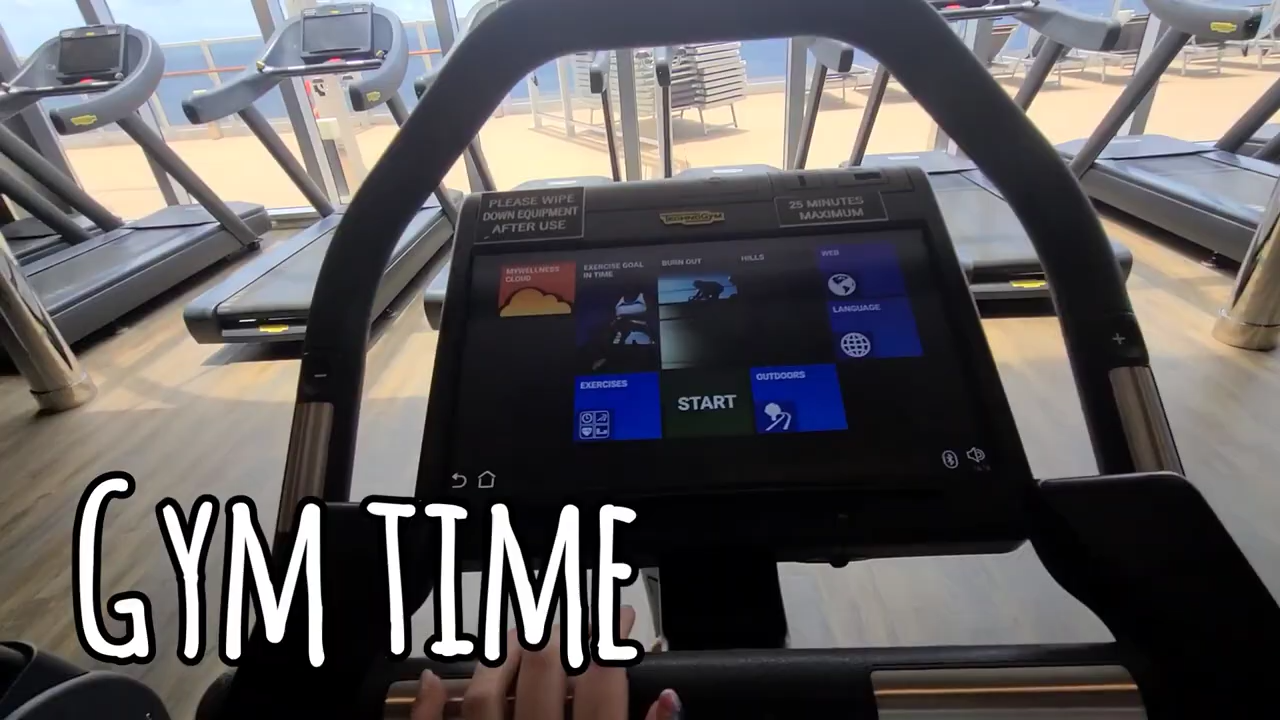 PLEASE WIPE
DOWN EQUIPMENT
AFTER USE
TECHNOGYM
25 MINUTES
MAXIMUM
MYWELLNESS
CLOUD
EXERCISE GOAL
IN TIME
BURN OUT
HILLS
WEB
LANGUAGE
EXERCISES
START
OUTDOORS
GYM TIME